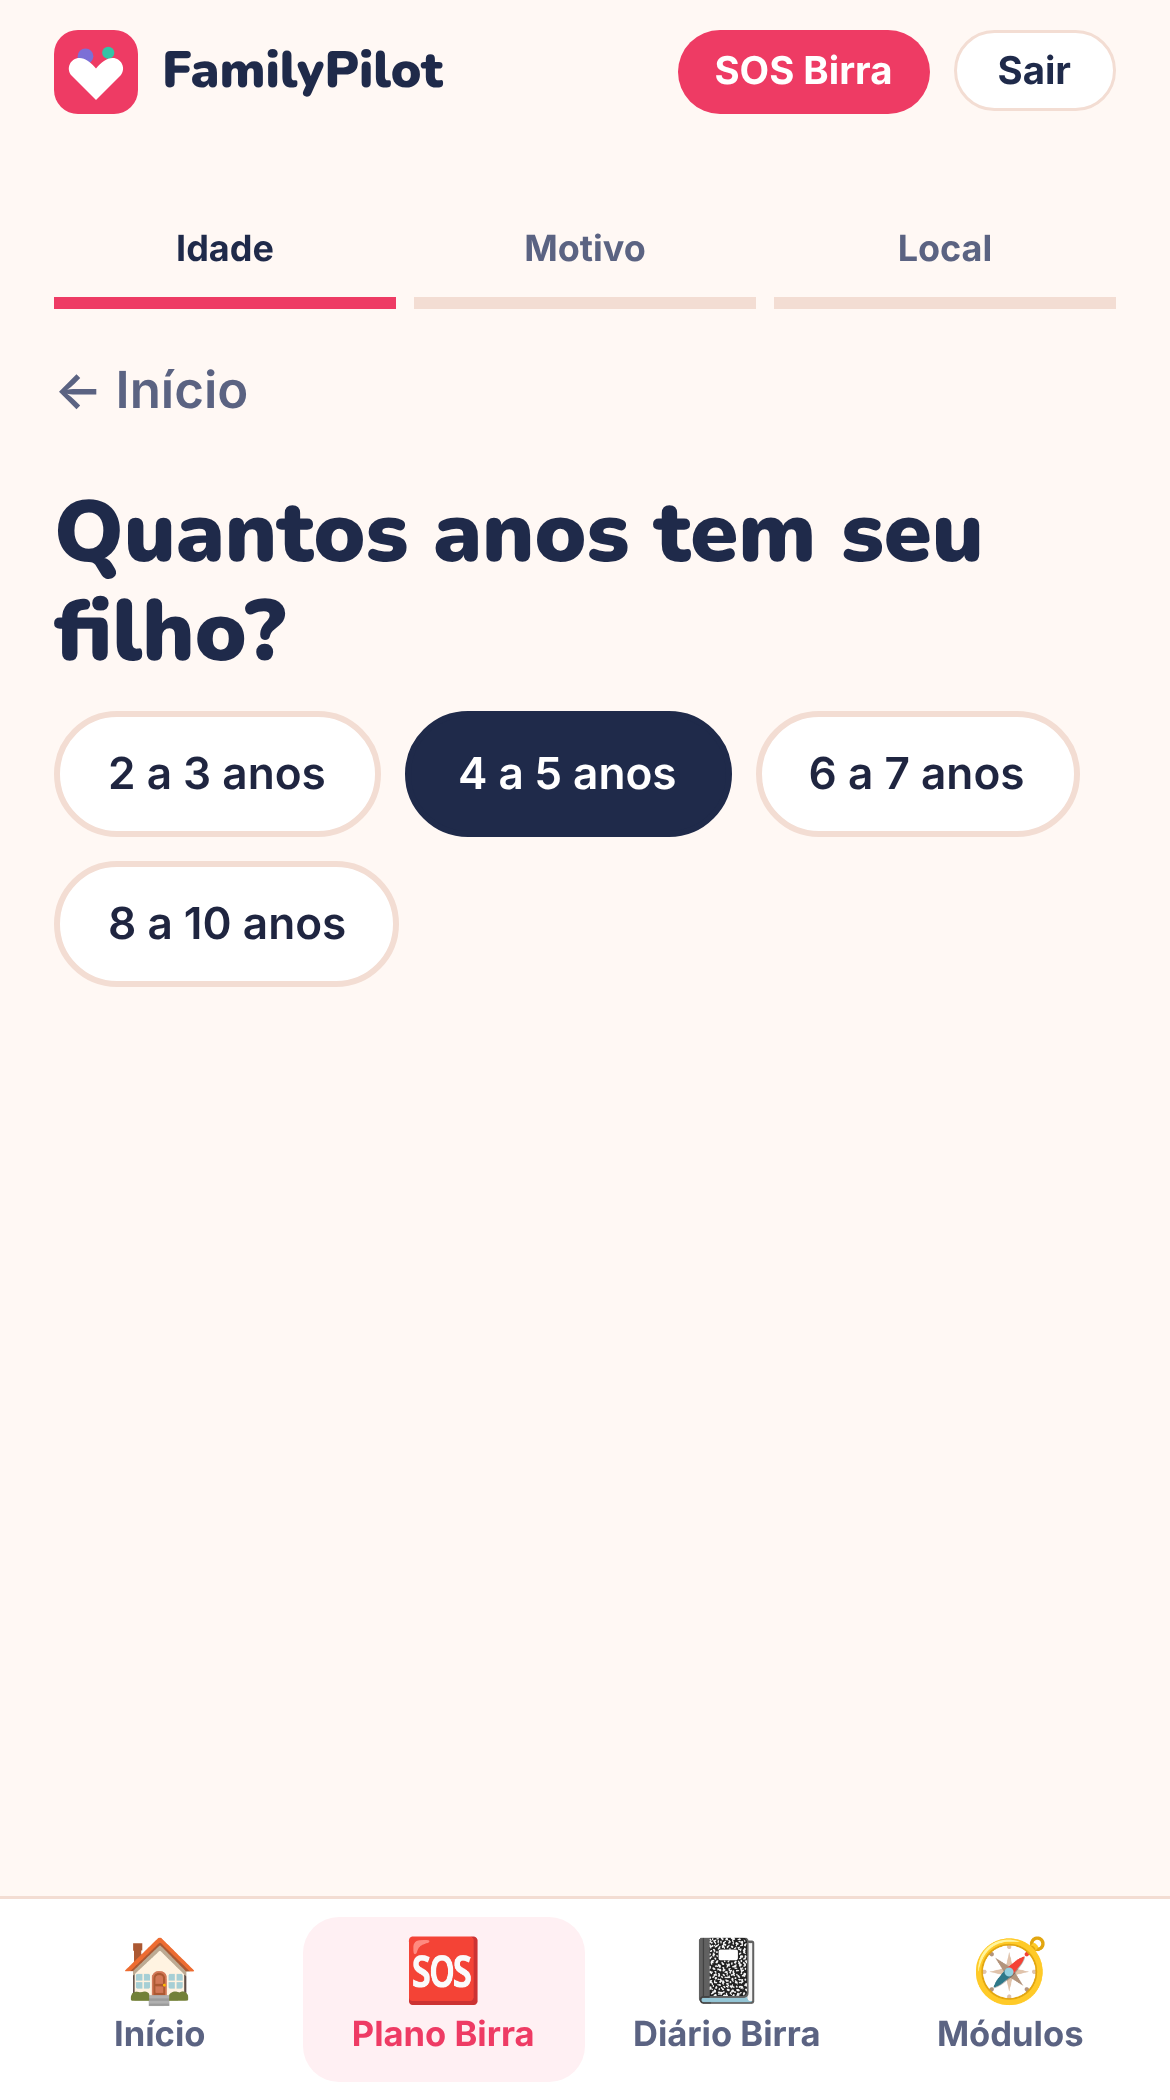 FamilyPilot
SOS Birra
Sair
Idade
Motivo
Local
← Início
Quantos anos tem seu
filho?
2 a 3 anos
4 a 5 anos
6 a 7 anos
8 a 10 anos
SOS
Início
Plano Birra
Diário Birra
Módulos